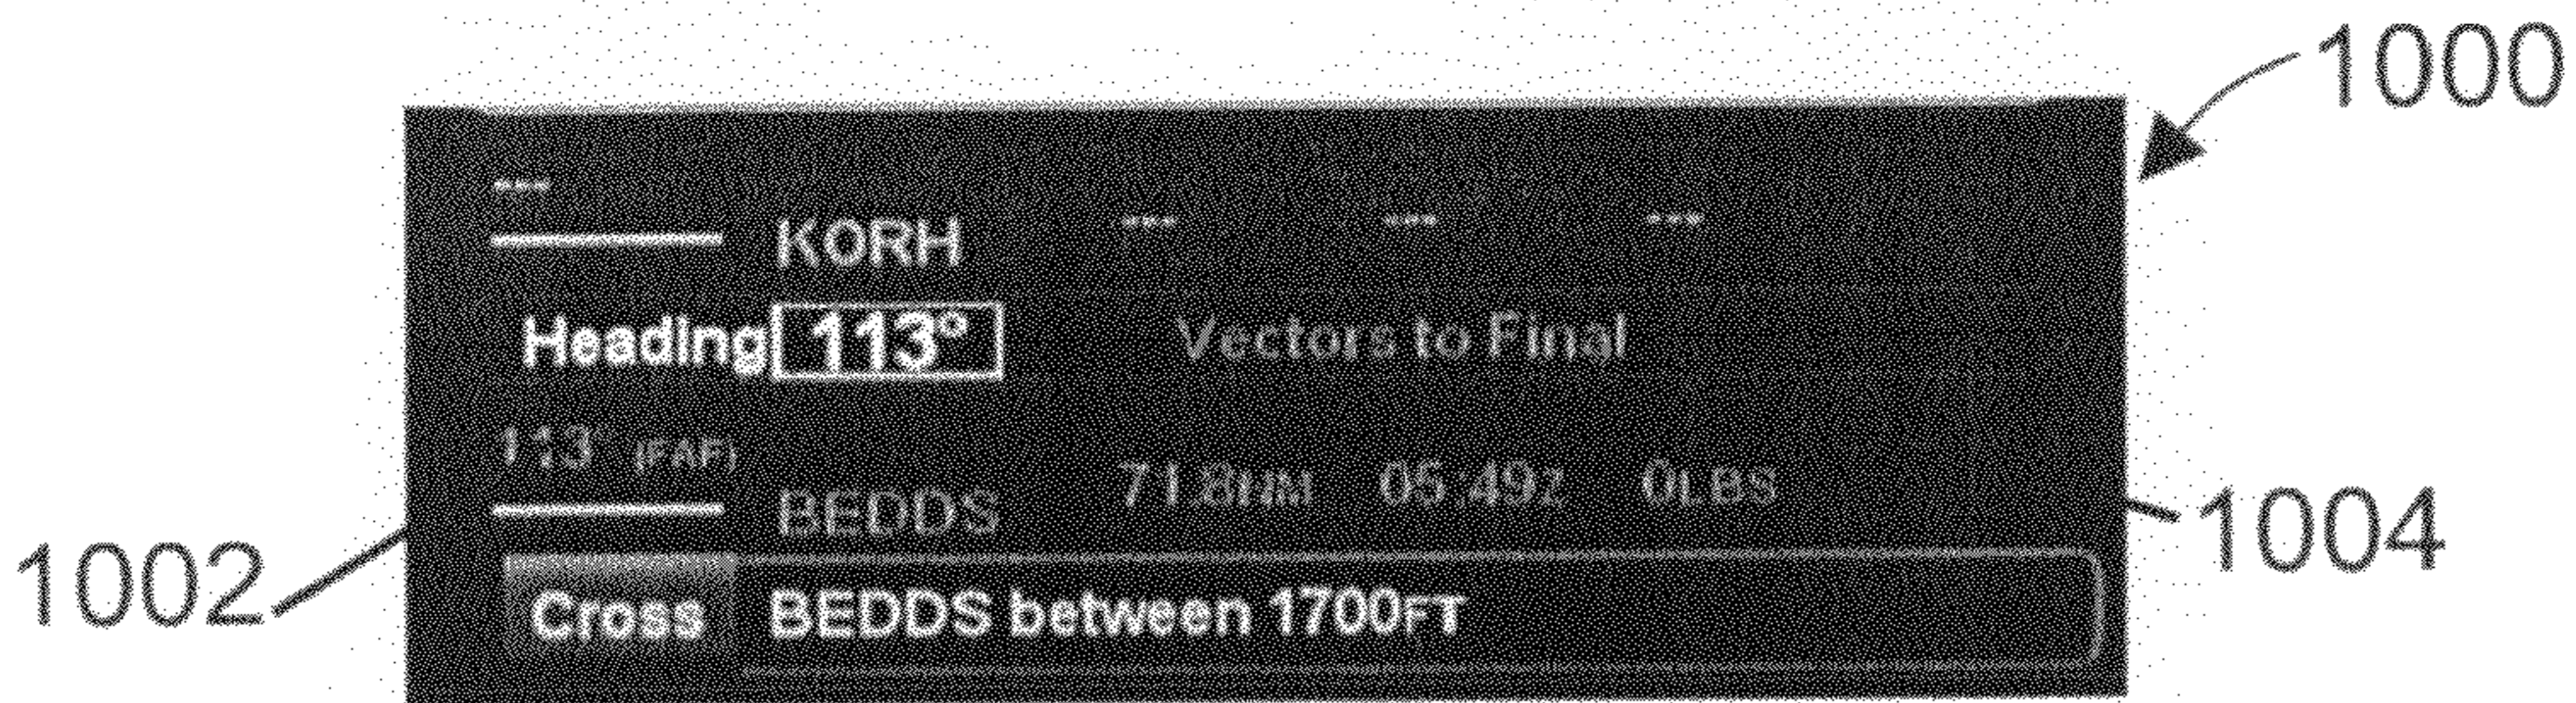 1000
---
KORH --- --- ---
Heading 113° Vectors to Final
113° (FAF)
BEDDS 71.8NM 05:49Z 0LBS
1004
1002
Cross BEDDS between 1700FT